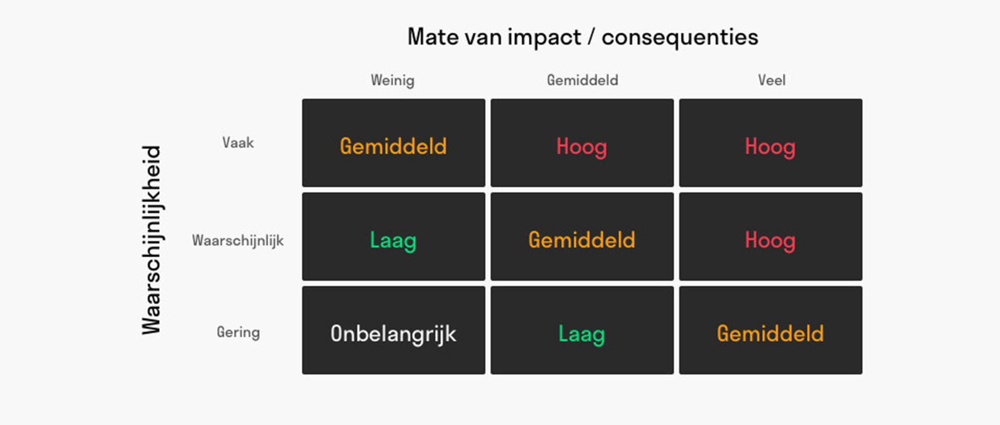 Mate van impact / consequenties
Weinig
Gemiddeld
Veel
Waarschijnlijkheid
Vaak
Gemiddeld
Hoog
Hoog
Waarschijnlijk
Laag
Gemiddeld
Hoog
Gering
Onbelangrijk
Laag
Gemiddeld